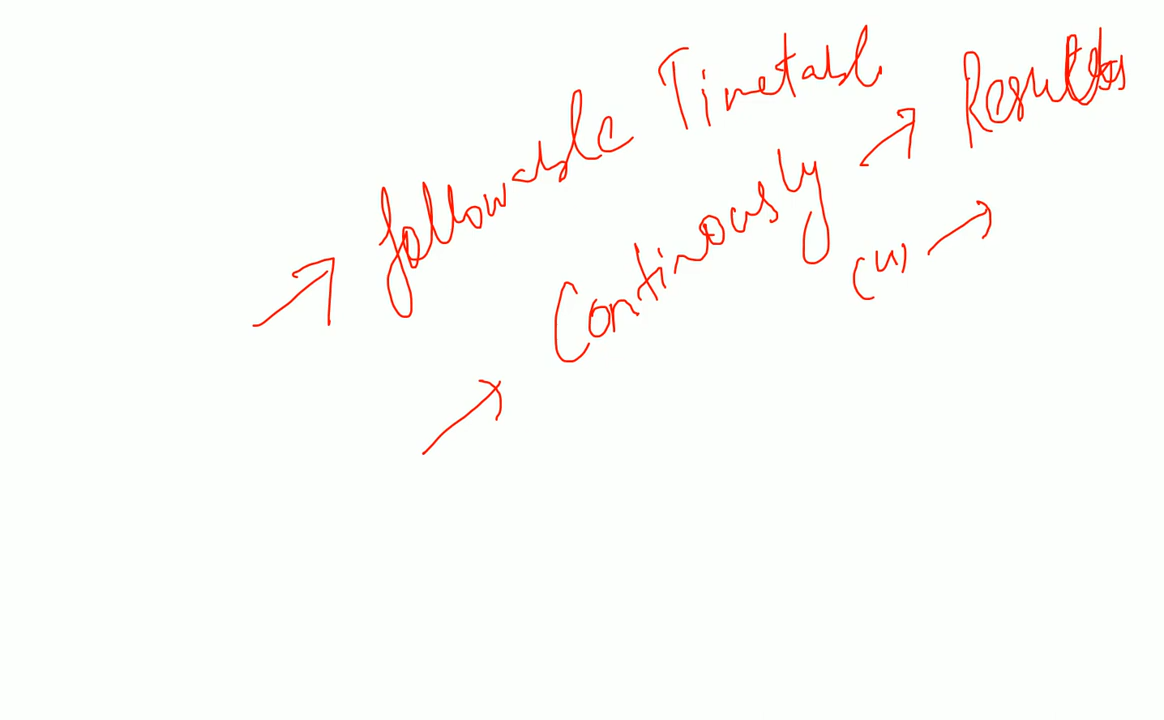 → followable Timetable
→ Continously → Results
(u) →